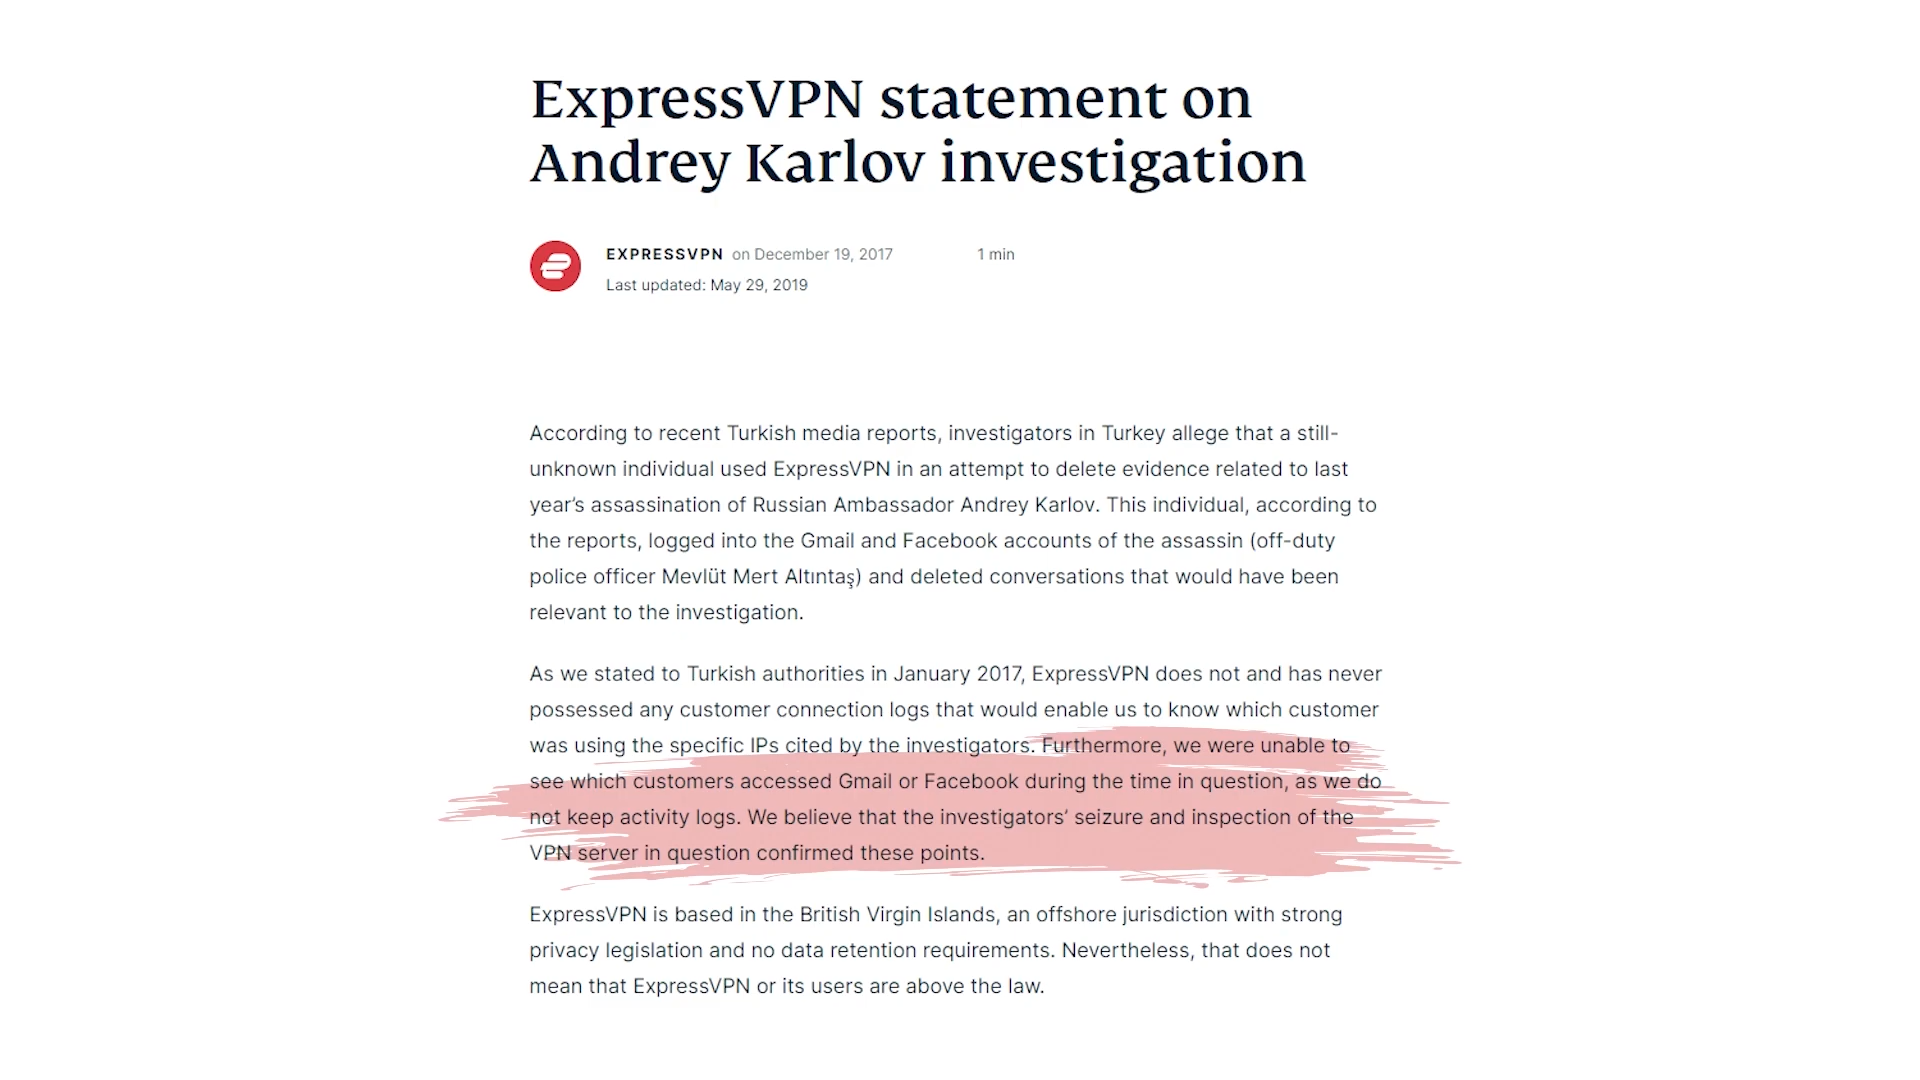 ExpressVPN statement on
Andrey Karlov investigation
EXPRESSVPN on December 19, 2017 1 min
Last updated: May 29, 2019
According to recent Turkish media reports, investigators in Turkey allege that a still-
unknown individual used ExpressVPN in an attempt to delete evidence related to last
year’s assassination of Russian Ambassador Andrey Karlov. This individual, according to
the reports, logged into the Gmail and Facebook accounts of the assassin (off-duty
police officer Mevlüt Mert Altıntaş) and deleted conversations that would have been
relevant to the investigation.
As we stated to Turkish authorities in January 2017, ExpressVPN does not and has never
possessed any customer connection logs that would enable us to know which customer
was using the specific IPs cited by the investigators. Furthermore, we were unable to
see which customers accessed Gmail or Facebook during the time in question, as we do
not keep activity logs. We believe that the investigators’ seizure and inspection of the
VPN server in question confirmed these points.
ExpressVPN is based in the British Virgin Islands, an offshore jurisdiction with strong
privacy legislation and no data retention requirements. Nevertheless, that does not
mean that ExpressVPN or its users are above the law.